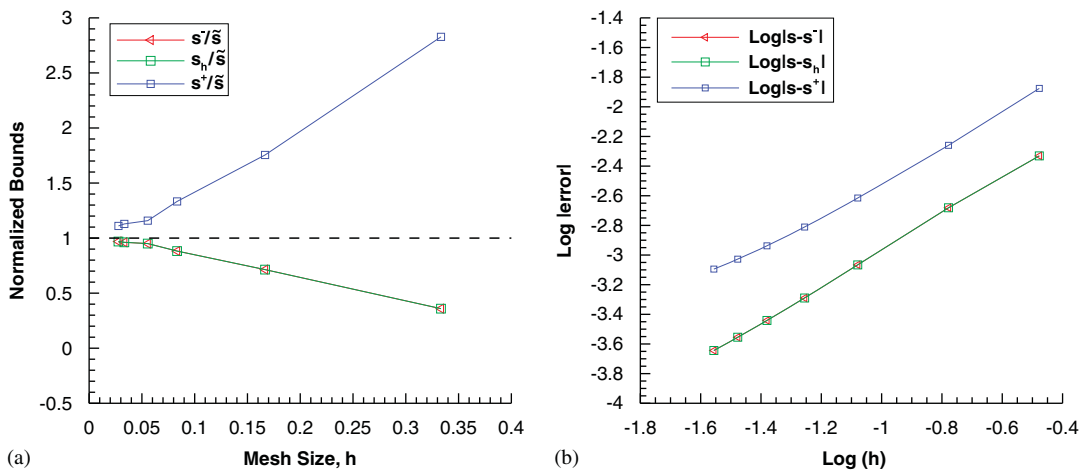 3
2.5
2
1.5
1
0.5
0
-0.5
Normalized Bounds
s⁻/s̃
s_h/s̃
s⁺/s̃
0 0.05 0.1 0.15 0.2 0.25 0.3 0.35 0.4
(a) Mesh Size, h
-1.4
-1.6
-1.8
-2
-2.2
-2.4
-2.6
-2.8
-3
-3.2
-3.4
-3.6
-3.8
-4
Log |error|
Log|s-s⁻|
Log|s-s_h|
Log|s-s⁺|
-1.8 -1.6 -1.4 -1.2 -1 -0.8 -0.6 -0.4
(b) Log (h)